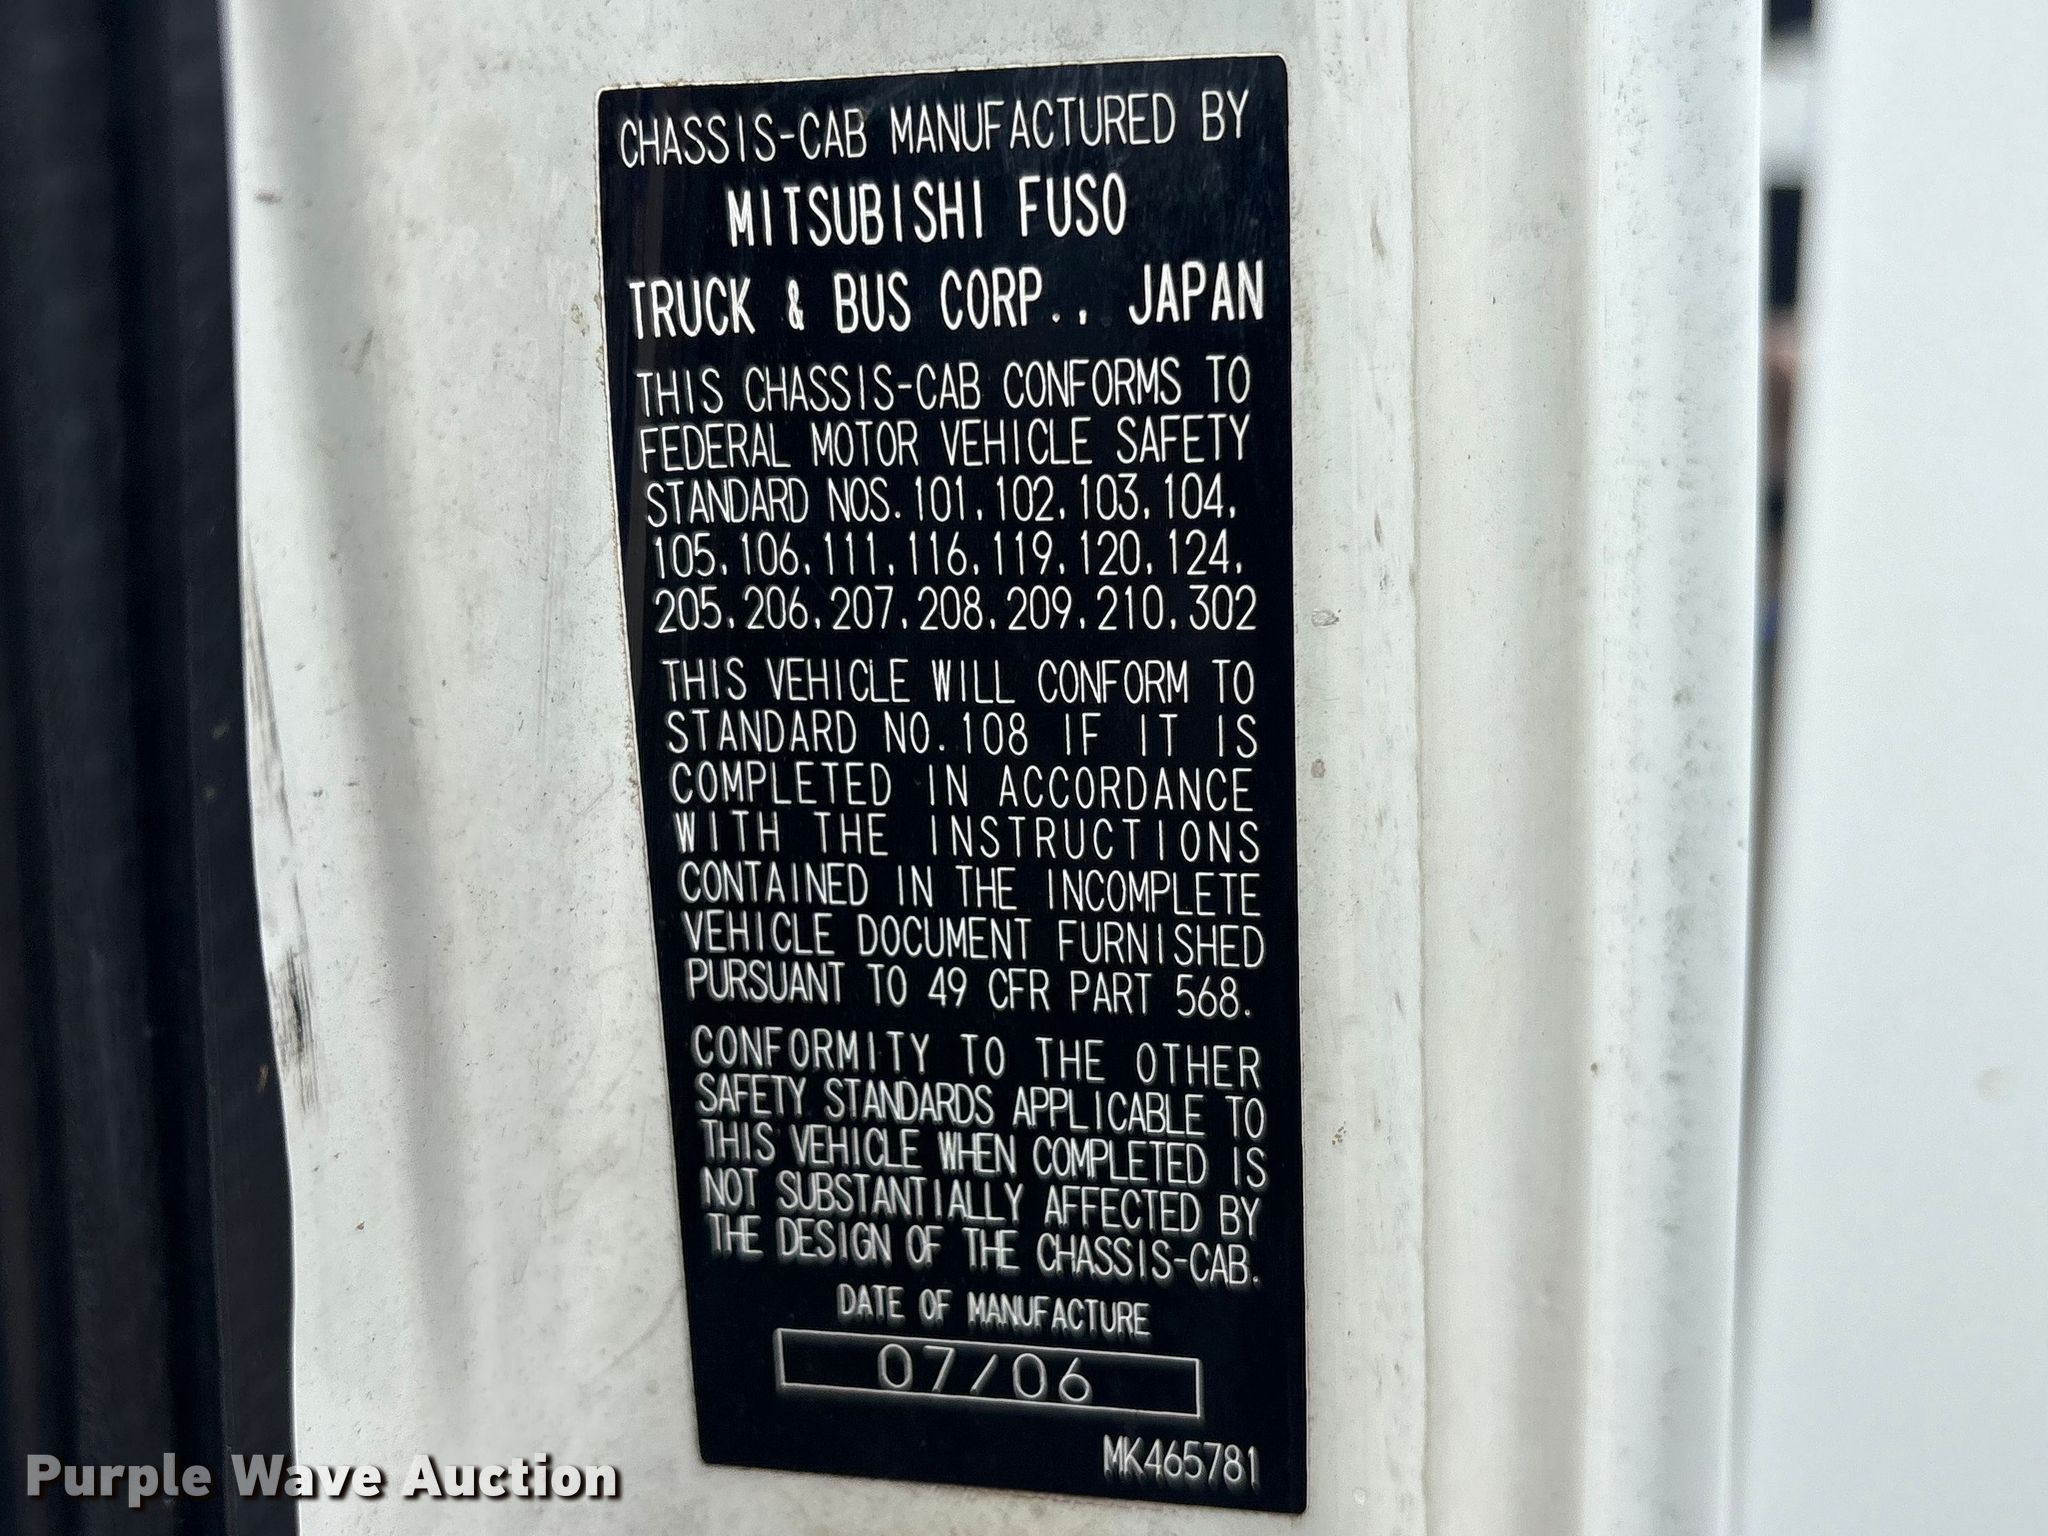 CHASSIS-CAB MANUFACTURED BY
MITSUBISHI FUSO
TRUCK & BUS CORP., JAPAN
THIS CHASSIS-CAB CONFORMS TO
FEDERAL MOTOR VEHICLE SAFETY
STANDARD NOS. 101, 102, 103, 104,
105, 106, 111, 116, 119, 120, 124,
205, 206, 207, 208, 209, 210, 302
THIS VEHICLE WILL CONFORM TO
STANDARD NO. 108 IF IT IS
COMPLETED IN ACCORDANCE
WITH THE INSTRUCTIONS
CONTAINED IN THE INCOMPLETE
VEHICLE DOCUMENT FURNISHED
PURSUANT TO 49 CFR PART 568.
CONFORMITY TO THE OTHER
SAFETY STANDARDS APPLICABLE TO
THIS VEHICLE WHEN COMPLETED IS
NOT SUBSTANTIALLY AFFECTED BY
THE DESIGN OF THE CHASSIS-CAB.
DATE OF MANUFACTURE
07/06
MK465781
Purple Wave Auction